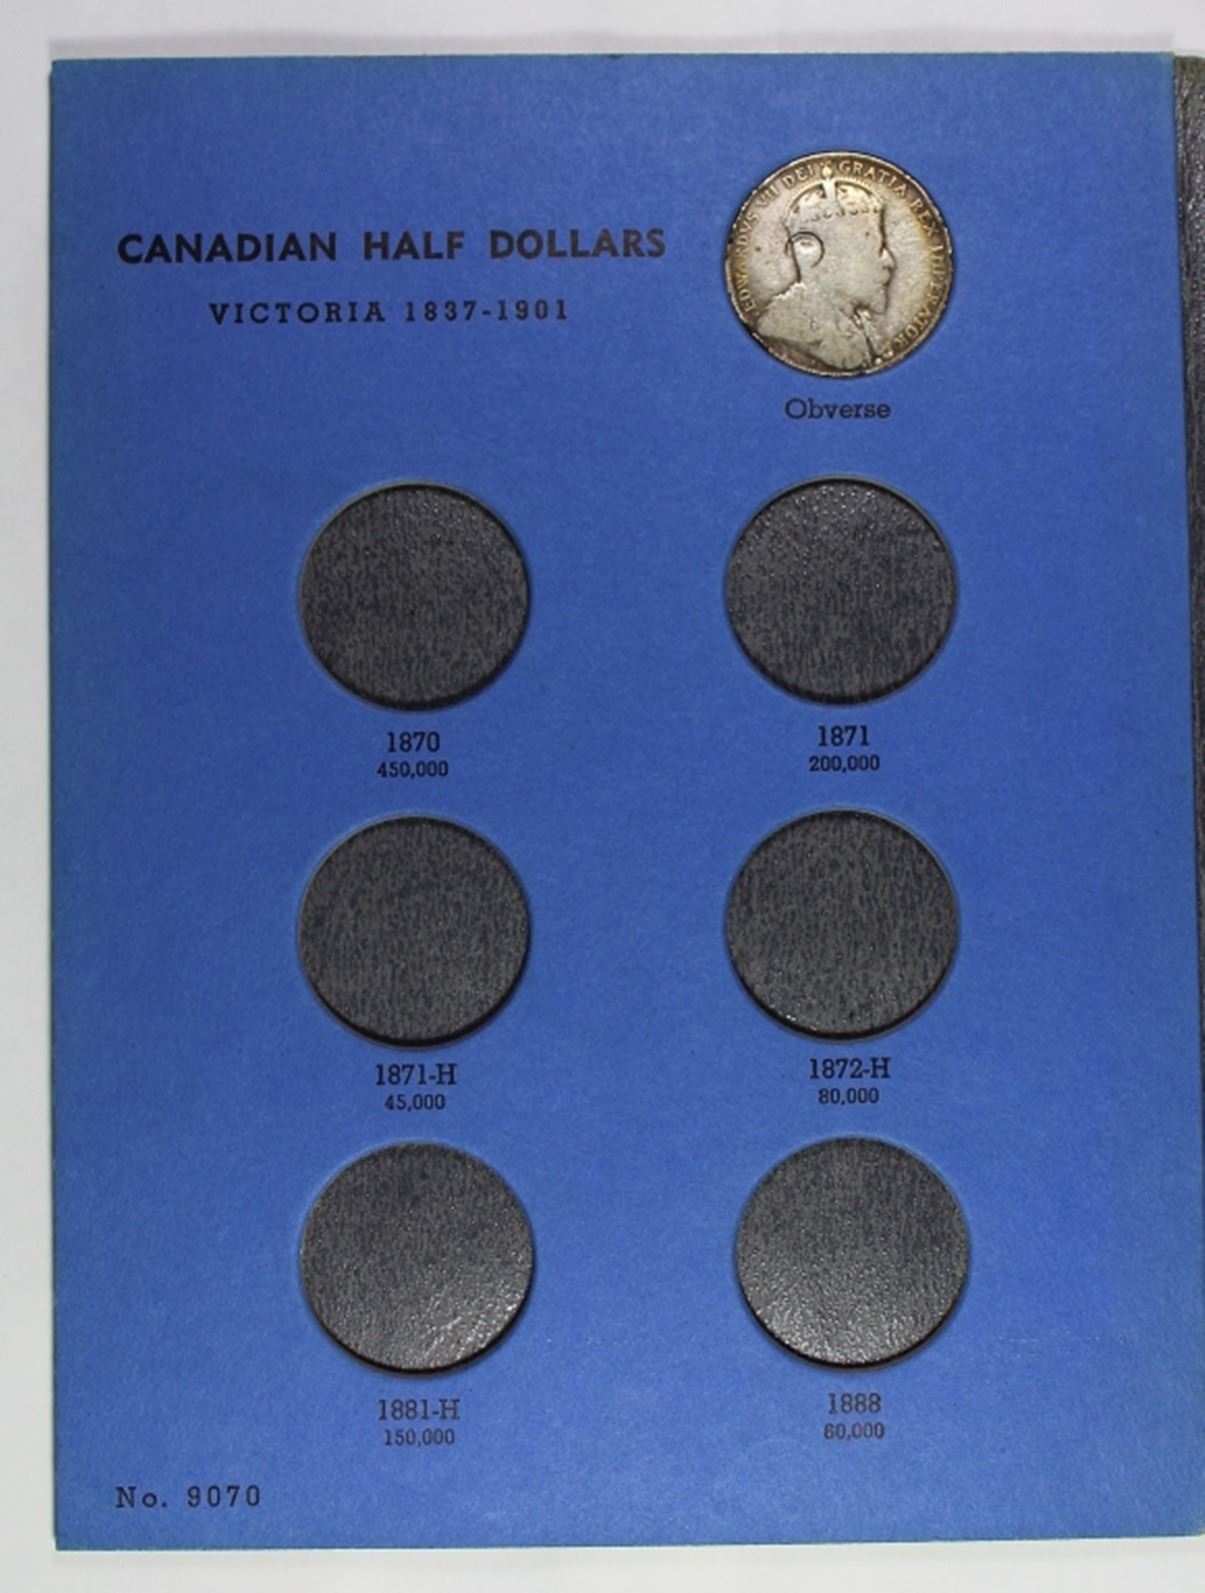 CANADIAN HALF DOLLARS
VICTORIA 1837-1901
EDWARDVS VII DEI GRATIA REX IMPERATOR
Obverse
1870
450,000
1871
200,000
1871-H
45,000
1872-H
80,000
1881-H
150,000
1888
60,000
No. 9070